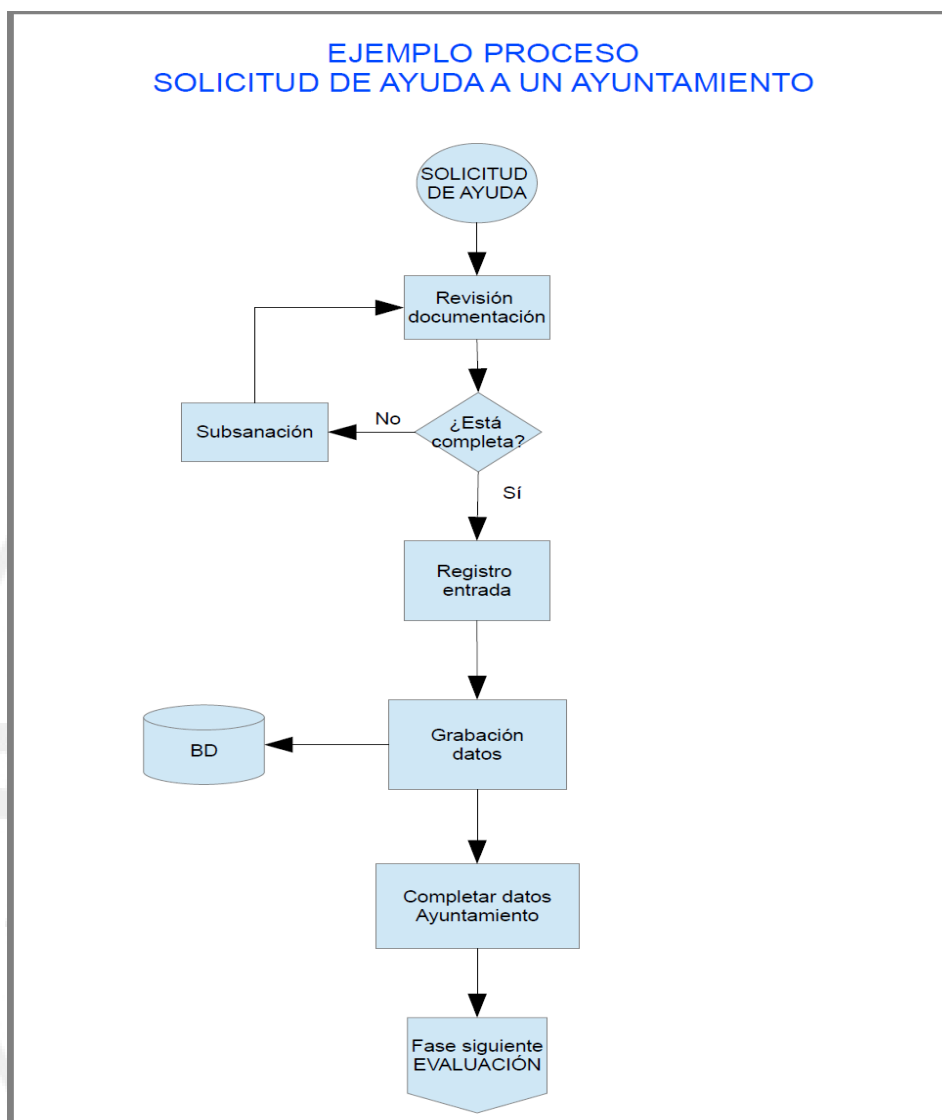 EJEMPLO PROCESO
SOLICITUD DE AYUDA A UN AYUNTAMIENTO
SOLICITUD
DE AYUDA
Revisión
documentación
¿Está
completa?
No
Subsanación
Sí
Registro
entrada
Grabación
datos
BD
Completar datos
Ayuntamiento
Fase siguiente
EVALUACIÓN